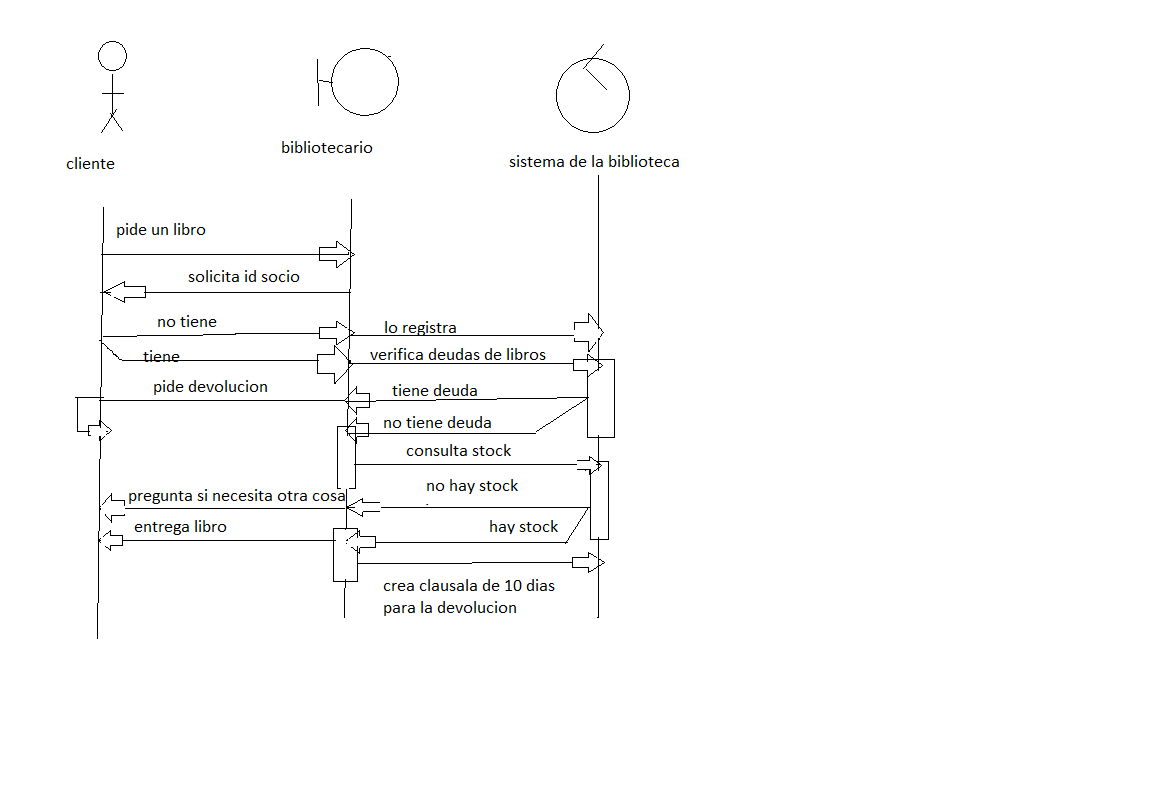 cliente
bibliotecario
sistema de la biblioteca
pide un libro
solicita id socio
no tiene
lo registra
tiene
verifica deudas de libros
pide devolucion
tiene deuda
no tiene deuda
consulta stock
no hay stock
pregunta si necesita otra cosa
entrega libro
hay stock
crea clausala de 10 dias
para la devolucion